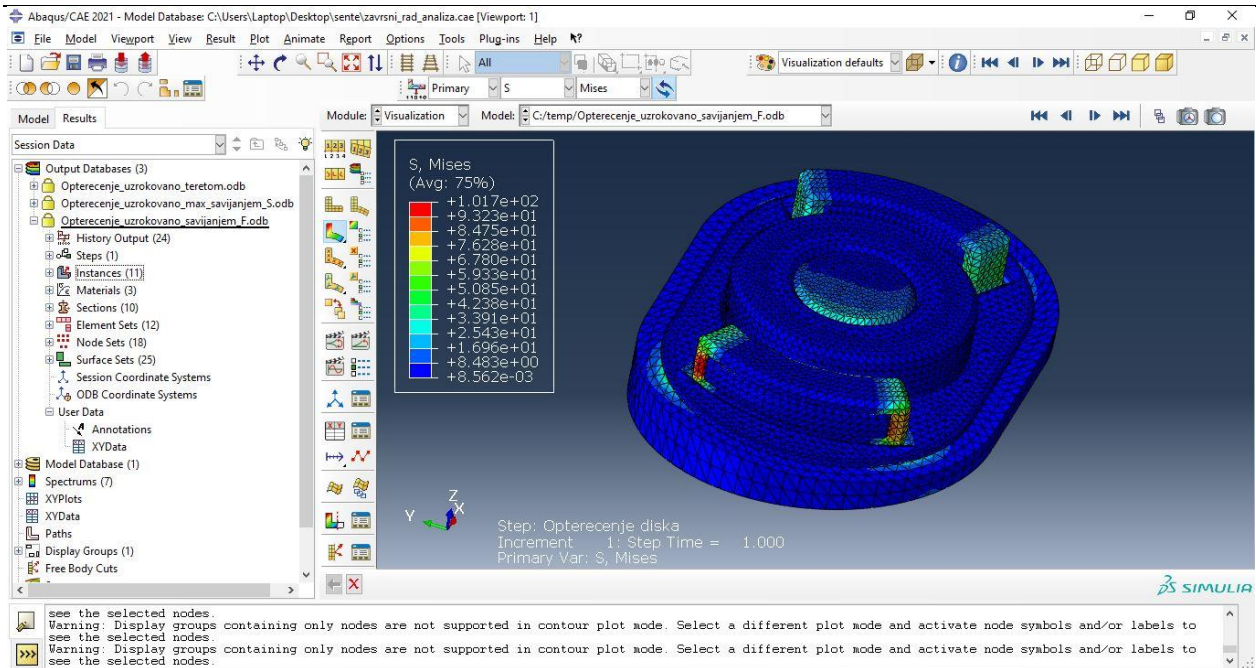 Abaqus/CAE 2021 - Model Database: C:\Users\Laptop\Desktop\sente\zavrsni_rad_analiza.cae [Viewport: 1]
File Model Viewport View Result Plot Animate Report Options Tools Plug-ins Help
All
Visualization defaults
Primary S Mises
Model Results
Module: Visualization Model: C:/temp/Opterecenje_uzrokovano_savijanjem_F.odb
Session Data
Output Databases (3)
Opterecenje_uzrokovano_teretom.odb
Opterecenje_uzrokovano_max_savijanjem_S.odb
Opterecenje_uzrokovano_savijanjem_F.odb
History Output (24)
Steps (1)
Instances (11)
Materials (3)
Sections (10)
Element Sets (12)
Node Sets (18)
Surface Sets (25)
Session Coordinate Systems
ODB Coordinate Systems
User Data
Annotations
XYData
Model Database (1)
Spectrums (7)
XYPlots
XYData
Paths
Display Groups (1)
Free Body Cuts
S, Mises
(Avg: 75%)
+1.017e+02
+9.323e+01
+8.475e+01
+7.628e+01
+6.780e+01
+5.933e+01
+5.085e+01
+4.238e+01
+3.391e+01
+2.543e+01
+1.696e+01
+8.483e+00
+8.562e-03
Z
Y X
Step: Opterecenje diska
Increment 1: Step Time = 1.000
Primary Var: S, Mises
SIMULIA
see the selected nodes.
Warning: Display groups containing only nodes are not supported in contour plot mode. Select a different plot mode and activate node symbols and/or labels to
see the selected nodes.
Warning: Display groups containing only nodes are not supported in contour plot mode. Select a different plot mode and activate node symbols and/or labels to
see the selected nodes.